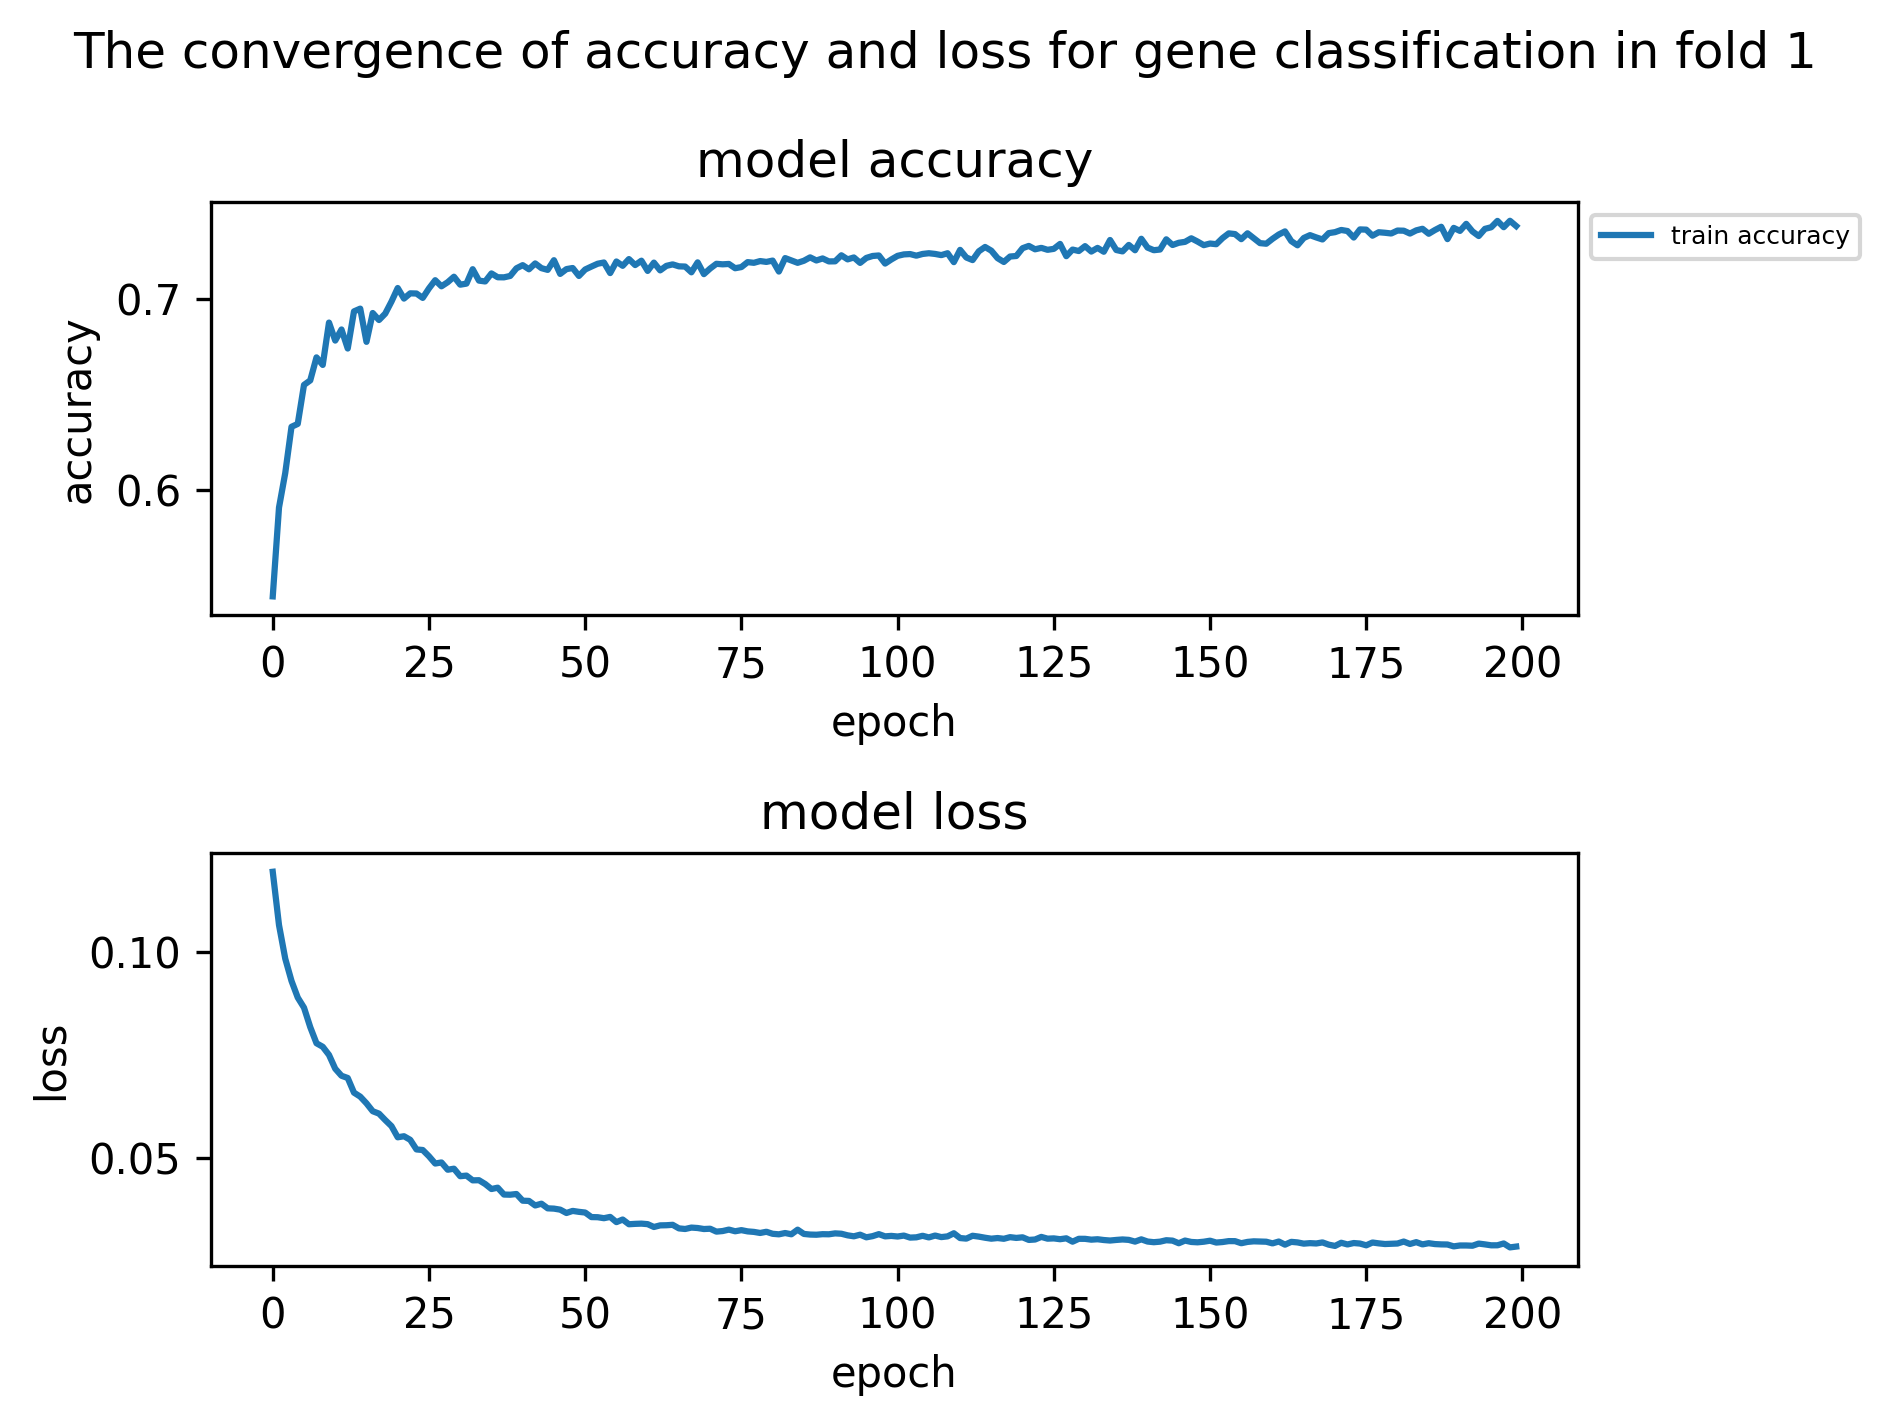 The convergence of accuracy and loss for gene classification in fold 1
model accuracy
train accuracy
0.7
0.6
accuracy
0 25 50 75 100 125 150 175 200
epoch
model loss
0.10
0.05
loss
0 25 50 75 100 125 150 175 200
epoch